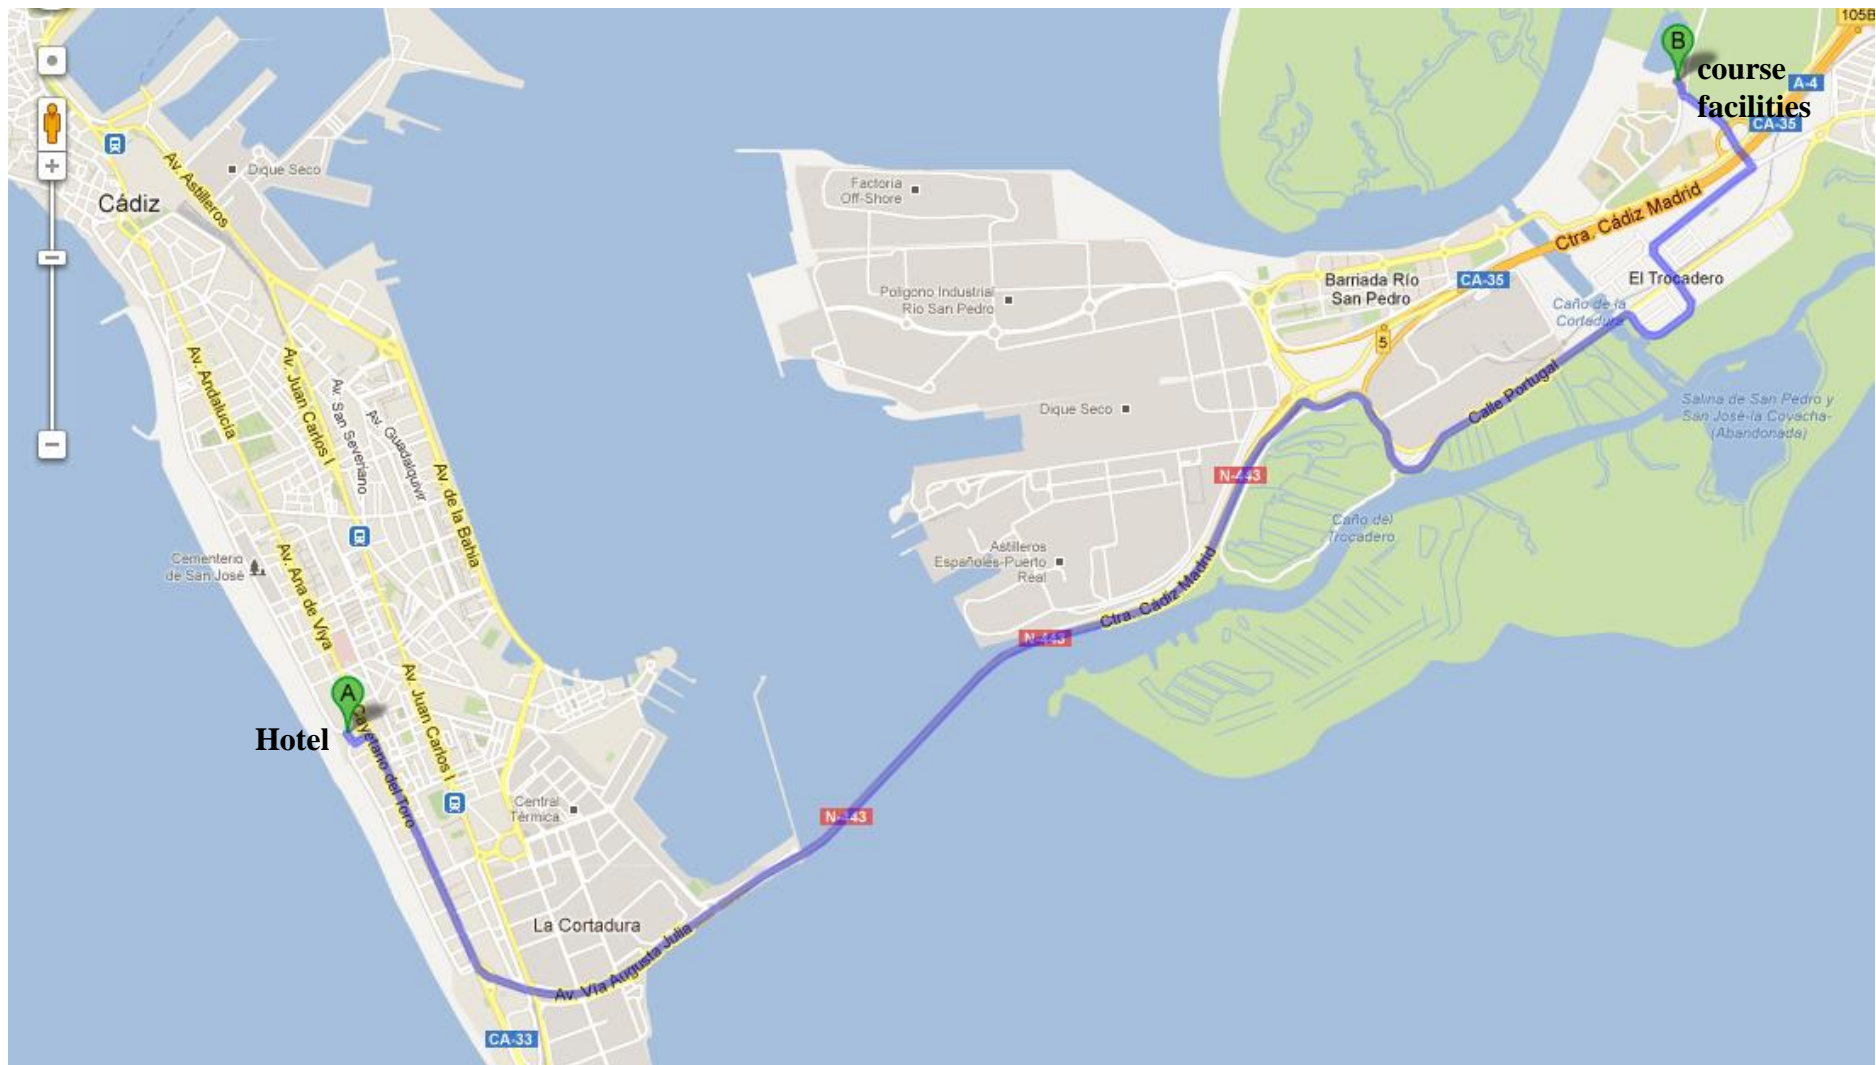 105B
B
course
facilities
A-4
CA-35
Dique Seco
Av. Astilleros
Cádiz
Factoria
Off-Shore
Ctra. Cádiz Madrid
Barriada Río
San Pedro
CA-35
El Trocadero
Poligono Industrial
Río San Pedro
Caño de la
Cortadura
5
Av. Andalucía
Av. Juan Carlos I
Av. San Severiano
Av. Guadalquivir
Av. de la Bahía
Dique Seco
Calle Portugal
Salina de San Pedro y
San José-la Covacha-
(Abandonada)
N-443
Caño del
Trocadero
Cementerio
de San José
Av. Ana de Viya
Astilleros
Españoles-Puerto
Real
Ctra. Cádiz Madrid
N-443
A
Hotel
Cayetano del Toro
Av. Juan Carlos I
Central
Térmica
N-443
La Cortadura
Av. Vía Augusta Julia
CA-33